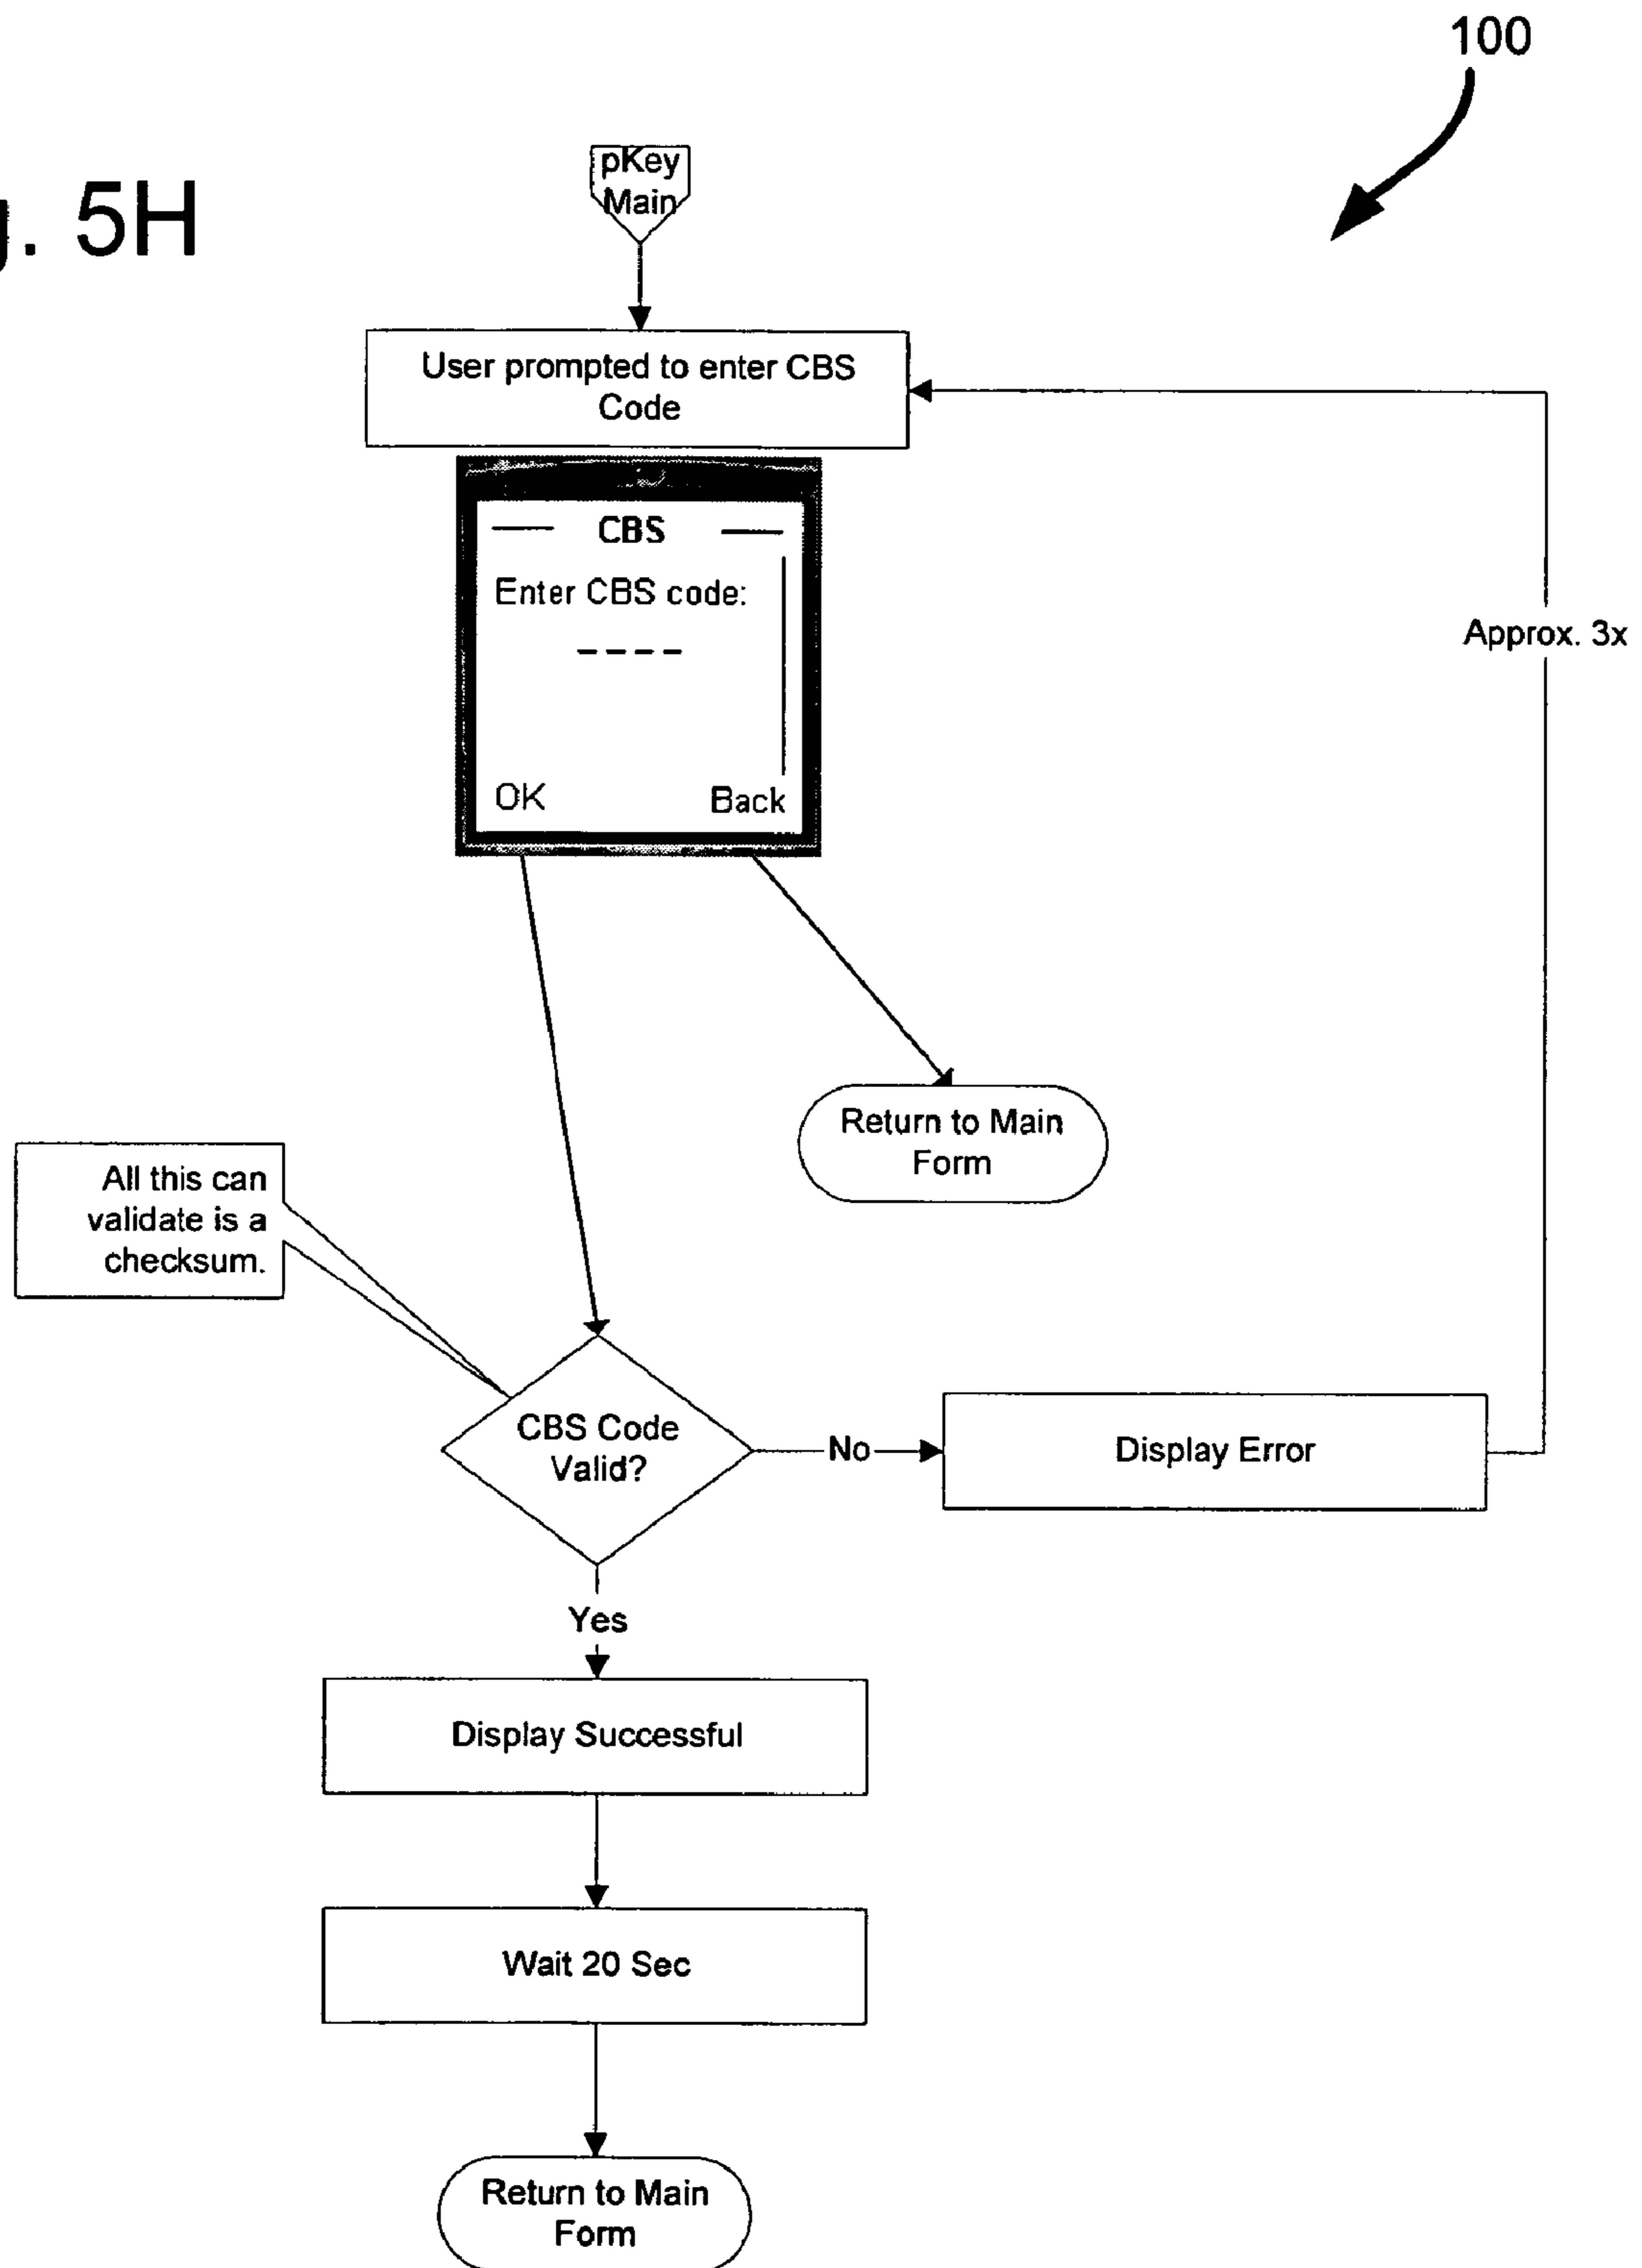 100
g. 5H
pKey
Main
User prompted to enter CBS
Code
CBS
Enter CBS code:
----
OK Back
Approx. 3x
Return to Main
Form
All this can
validate is a
checksum.
CBS Code
Valid?
No
Display Error
Yes
Display Successful
Wait 20 Sec
Return to Main
Form